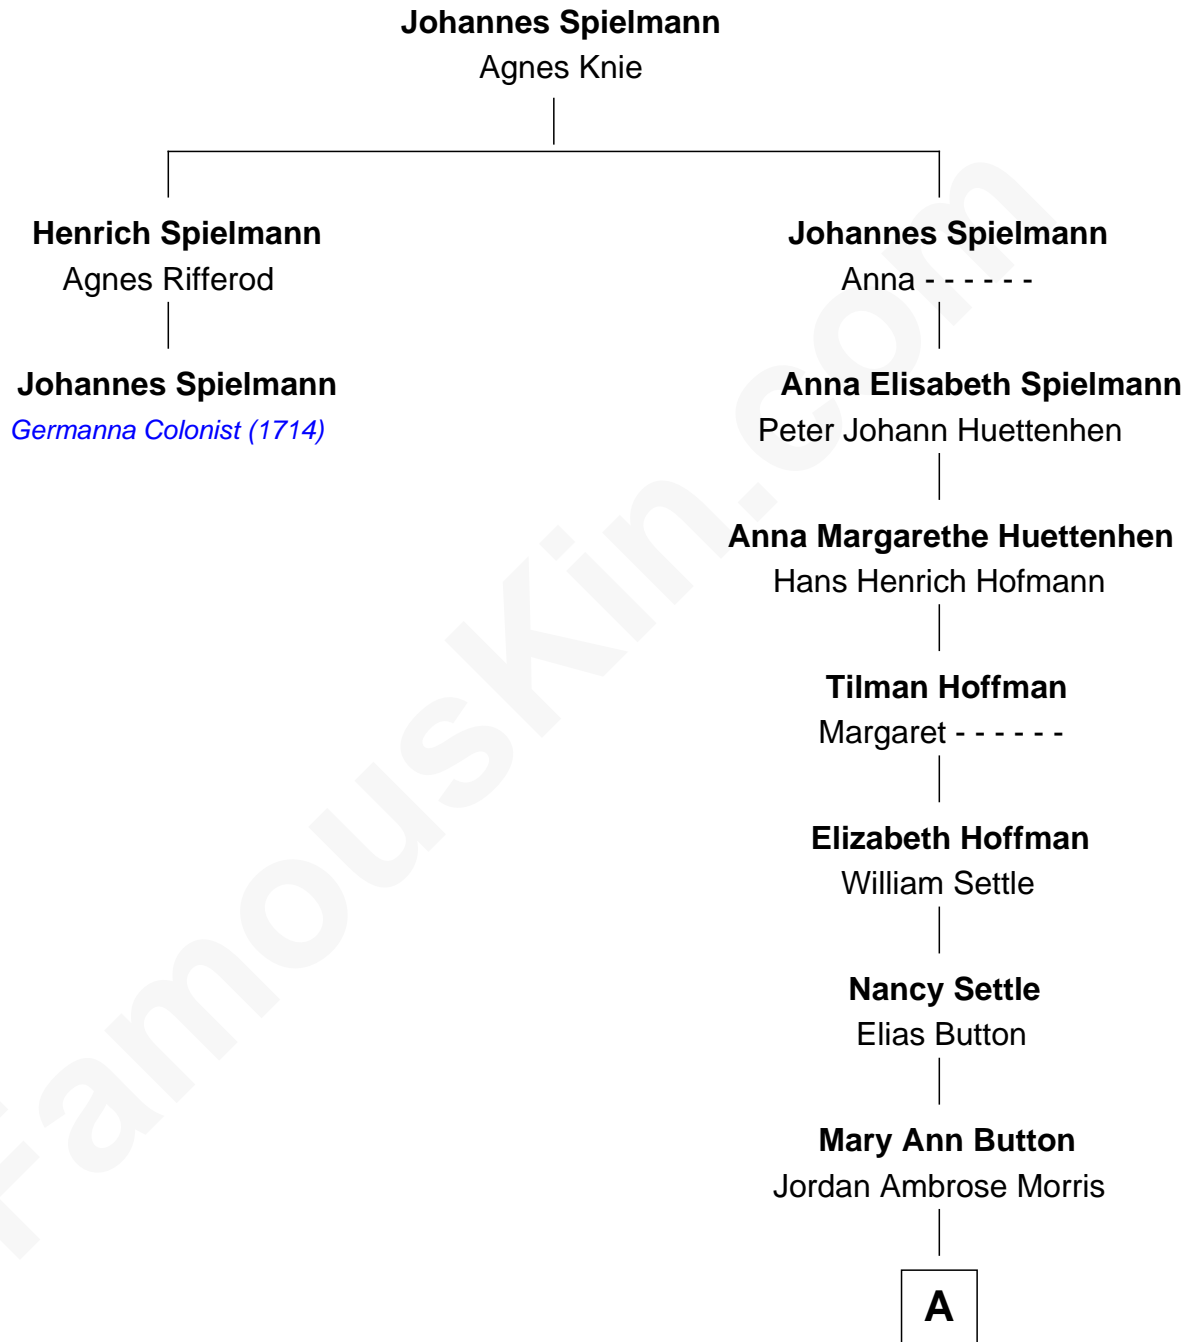 Johannes Spielmann
Agnes Knie
Henrich Spielmann
Agnes Rifferod
Johannes Spielmann
Germanna Colonist (1714)
Johannes Spielmann
Anna - - - - - -
Anna Elisabeth Spielmann
Peter Johann Huettenhen
Anna Margarethe Huettenhen
Hans Henrich Hofmann
Tilman Hoffman
Margaret - - - - - -
Elizabeth Hoffman
William Settle
Nancy Settle
Elias Button
Mary Ann Button
Jordan Ambrose Morris
A
FamousKin.com